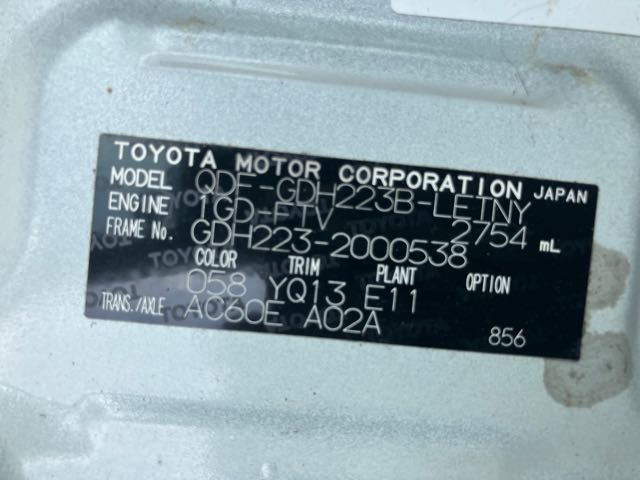 TOYOTA MOTOR CORPORATION JAPAN
MODEL QDF-GDH223B-LETNY
ENGINE 1GD-FTV 2754 mL
FRAME No. GDH223-2000538
COLOR TRIM PLANT OPTION
058 YQ13 E11
TRANS./AXLE AC60E A02A
856